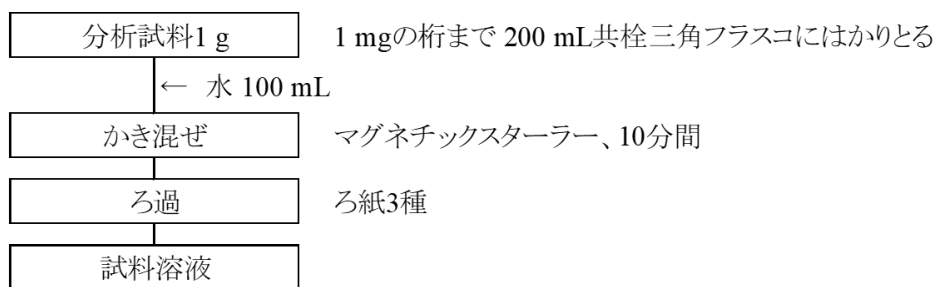 分析試料1 g　1 mgの桁まで 200 mL共栓三角フラスコにはかりとる
← 水 100 mL
かき混ぜ　マグネチックスターラー、10分間
ろ過　ろ紙3種
試料溶液